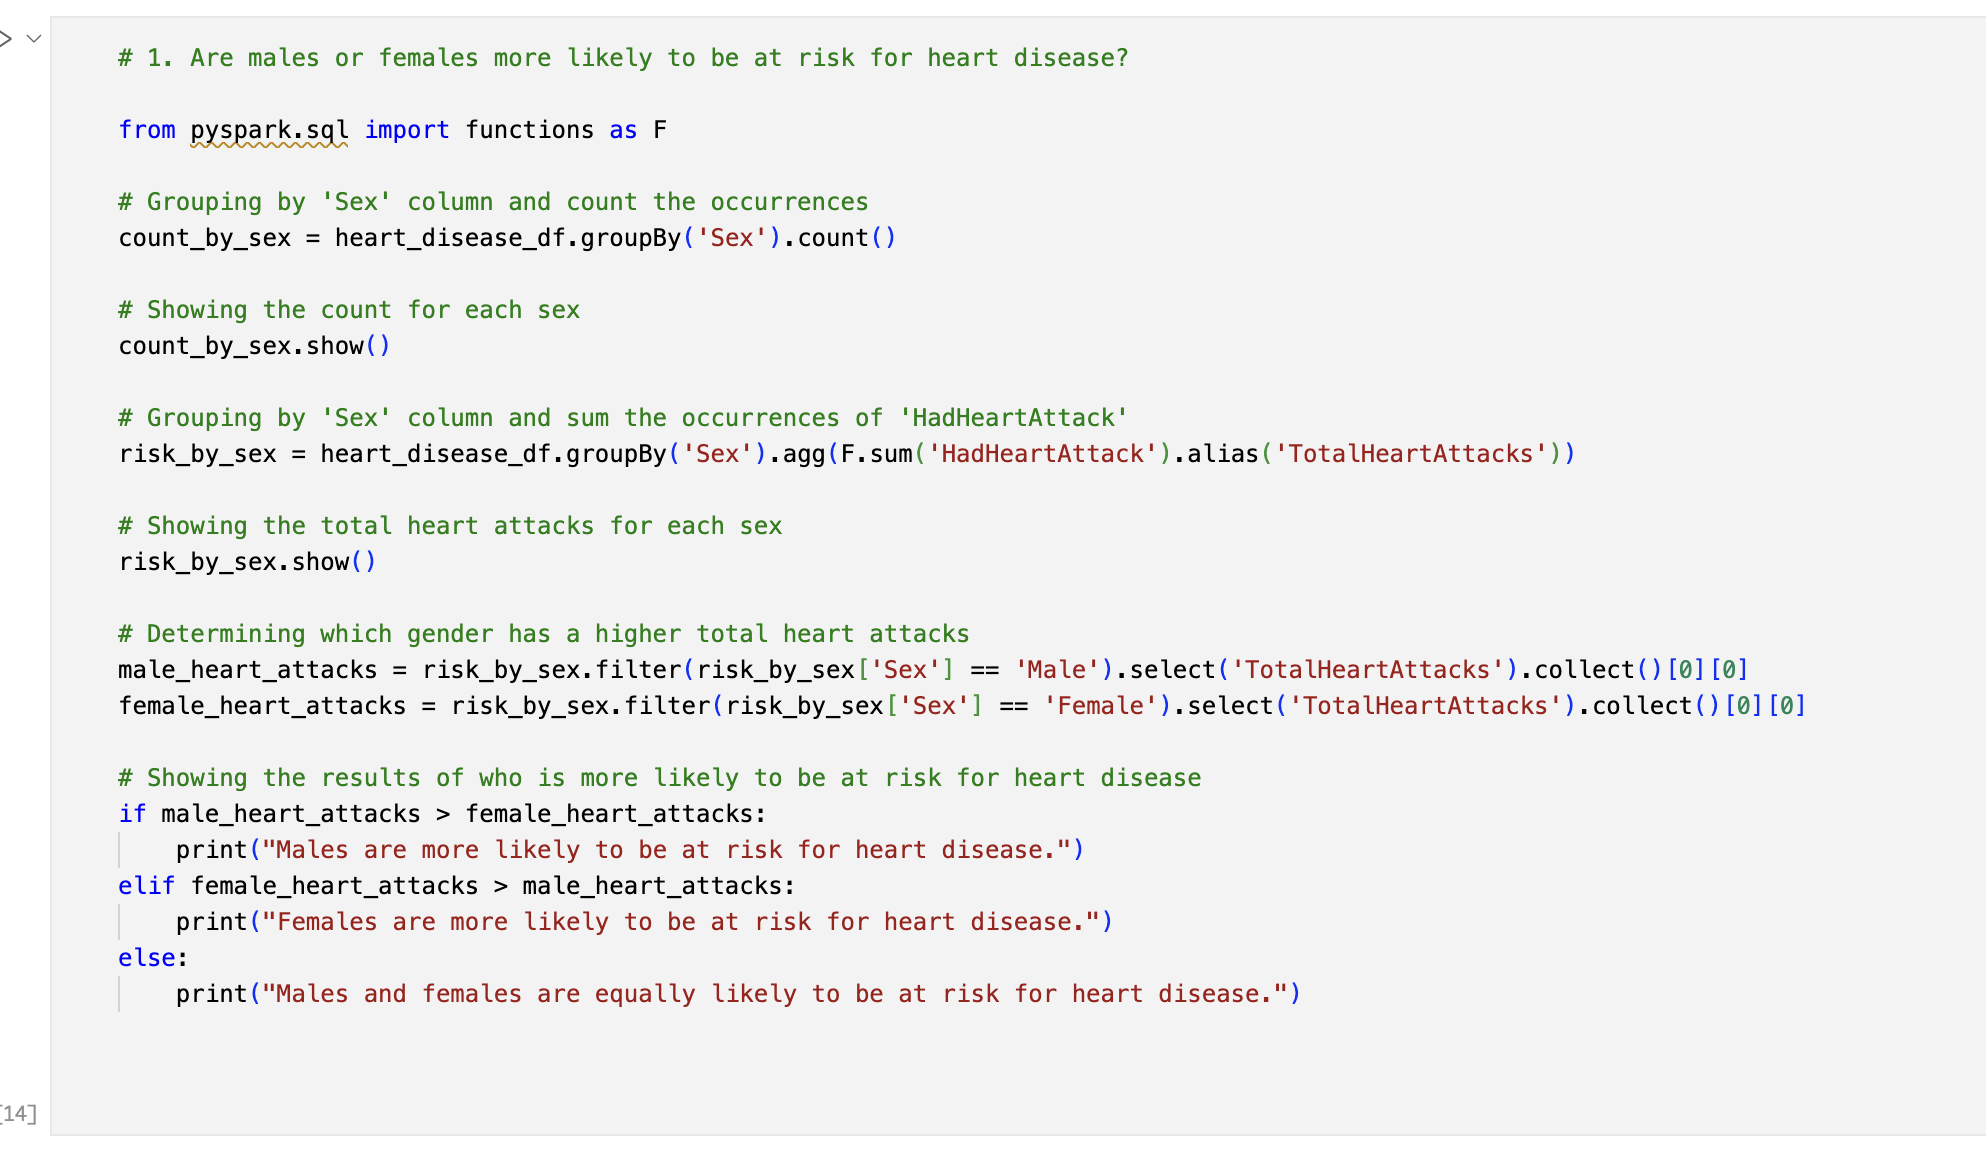 # 1. Are males or females more likely to be at risk for heart disease?
from pyspark.sql import functions as F
# Grouping by 'Sex' column and count the occurrences
count_by_sex = heart_disease_df.groupBy('Sex').count()
# Showing the count for each sex
count_by_sex.show()
# Grouping by 'Sex' column and sum the occurrences of 'HadHeartAttack'
risk_by_sex = heart_disease_df.groupBy('Sex').agg(F.sum('HadHeartAttack').alias('TotalHeartAttacks'))
# Showing the total heart attacks for each sex
risk_by_sex.show()
# Determining which gender has a higher total heart attacks
male_heart_attacks = risk_by_sex.filter(risk_by_sex['Sex'] == 'Male').select('TotalHeartAttacks').collect()[0][0]
female_heart_attacks = risk_by_sex.filter(risk_by_sex['Sex'] == 'Female').select('TotalHeartAttacks').collect()[0][0]
# Showing the results of who is more likely to be at risk for heart disease
if male_heart_attacks > female_heart_attacks:
    print("Males are more likely to be at risk for heart disease.")
elif female_heart_attacks > male_heart_attacks:
    print("Females are more likely to be at risk for heart disease.")
else:
    print("Males and females are equally likely to be at risk for heart disease.")
[14]